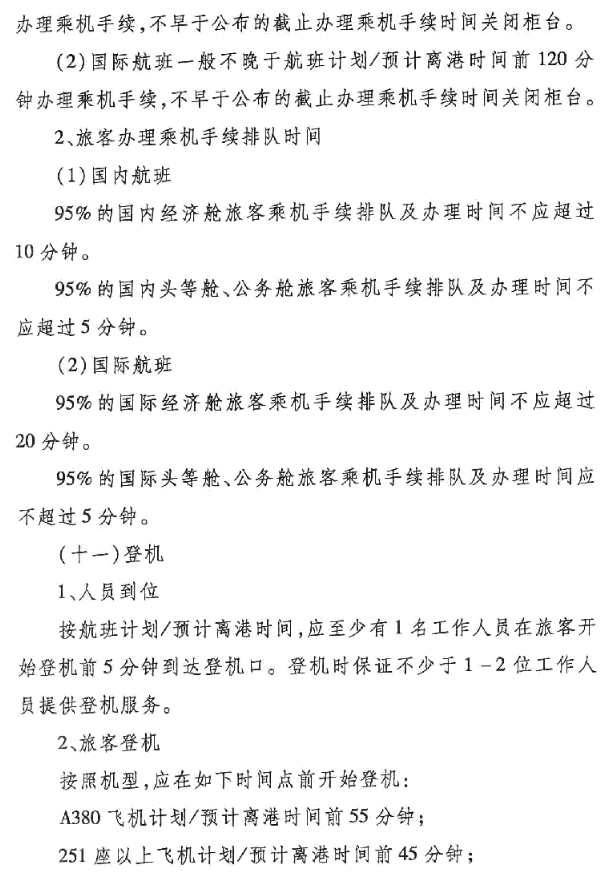 办理乘机手续,不早于公布的截止办理乘机手续时间关闭柜台。
(2)国际航班一般不晚于航班计划/预计离港时间前120分
钟办理乘机手续,不早于公布的截止办理乘机手续时间关闭柜台。
2、旅客办理乘机手续排队时间
(1)国内航班
95%的国内经济舱旅客乘机手续排队及办理时间不应超过
10分钟。
95%的国内头等舱、公务舱旅客乘机手续排队及办理时间不
应超过5分钟。
(2)国际航班
95%的国际经济舱旅客乘机手续排队及办理时间不应超过
20分钟。
95%的国际头等舱、公务舱旅客乘机手续排队及办理时间应
不超过5分钟。
(十一)登机
1、人员到位
按航班计划/预计离港时间,应至少有1名工作人员在旅客开
始登机前5分钟到达登机口。登机时保证不少于1-2位工作人
员提供登机服务。
2、旅客登机
按照机型,应在如下时间点前开始登机:
A380飞机计划/预计离港时间前55分钟;
251座以上飞机计划/预计离港时间前45分钟;